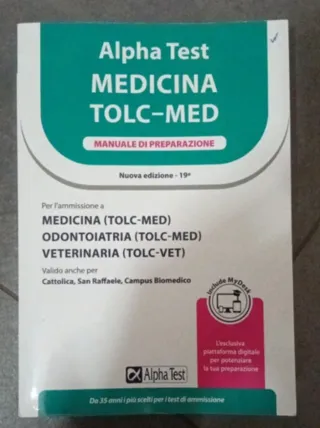 Alpha Test
MEDICINA
TOLC-MED
MANUALE DI PREPARAZIONE
Nuova edizione - 19ª
Per l'ammissione a
MEDICINA (TOLC-MED)
ODONTOIATRIA (TOLC-MED)
VETERINARIA (TOLC-VET)
Valido anche per
Cattolica, San Raffaele, Campus Biomedico
Include MyDesk
L'esclusiva
piattaforma digitale
per potenziare
la tua preparazione
Alpha Test
Da 35 anni i più scelti per i test di ammissione